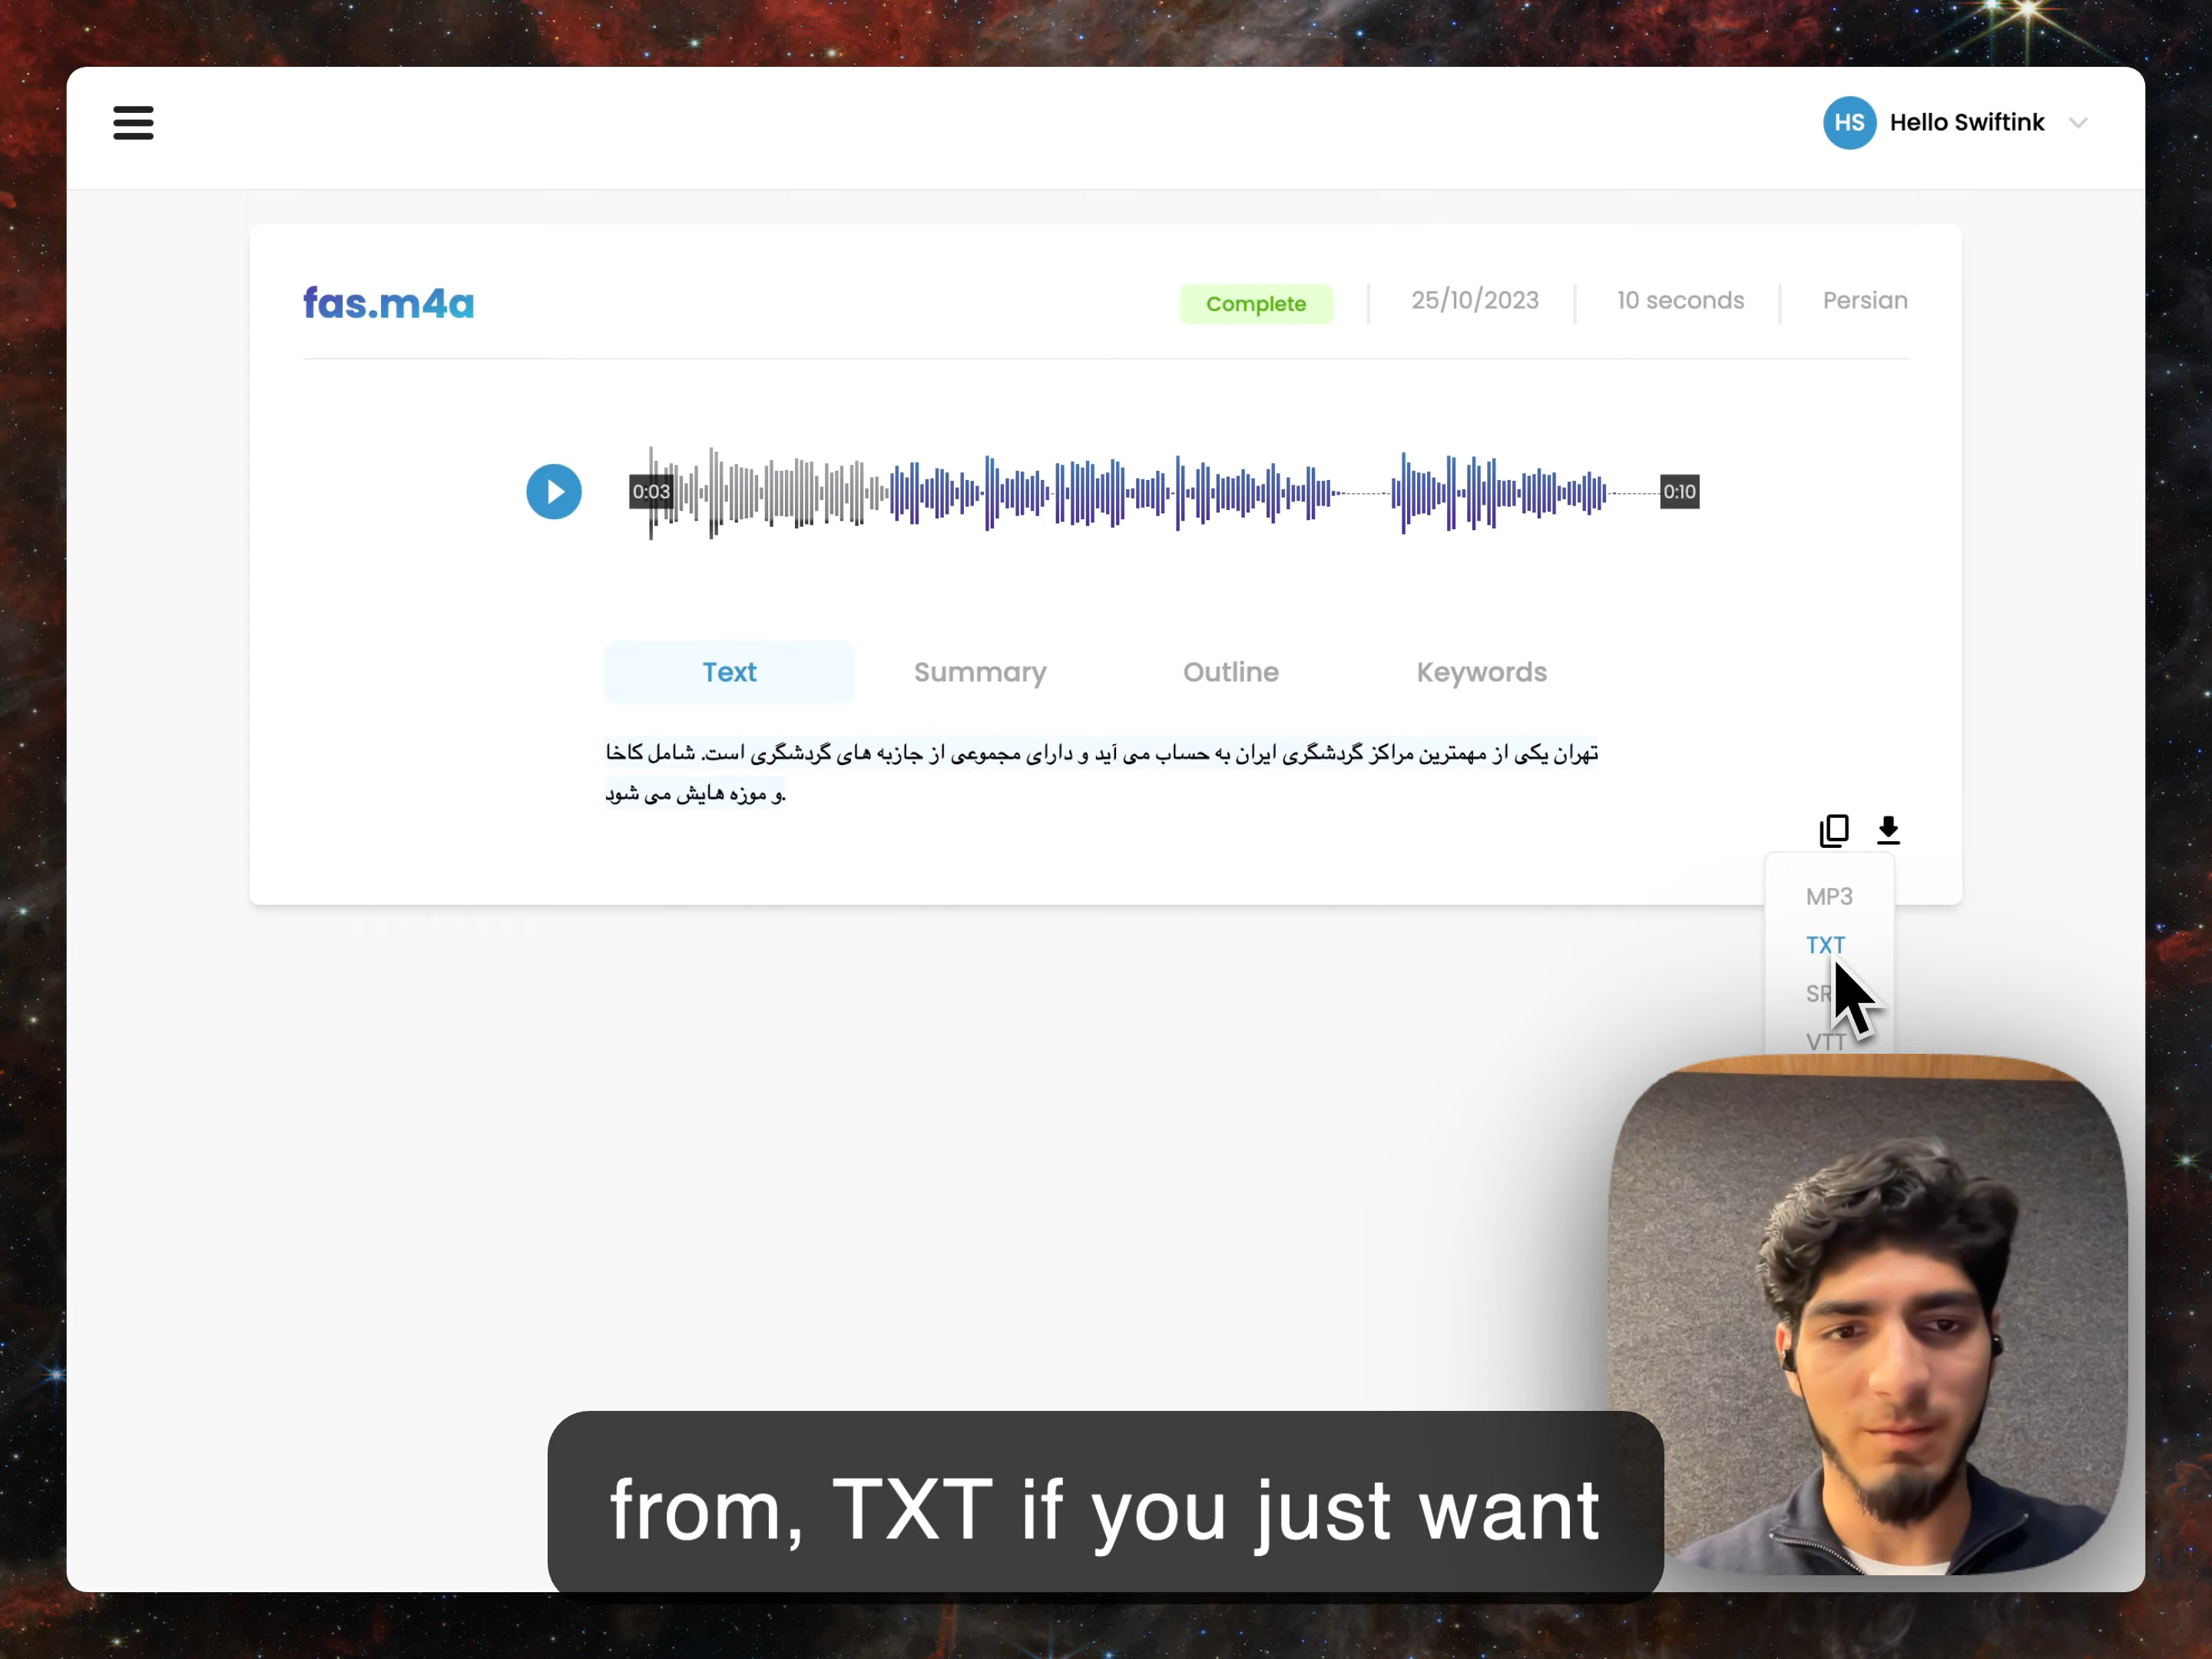 HS Hello Swiftink
fas.m4a
Complete
25/10/2023
10 seconds
Persian
0:03
0:10
Text
Summary
Outline
Keywords
تهران یکی از مهمترین مراکز گردشگری ایران به حساب می آید و دارای مجموعی از جازبه های گردشگری است. شامل کاخا
و موزه هایش می شود.
MP3
TXT
VTT
from, TXT if you just want